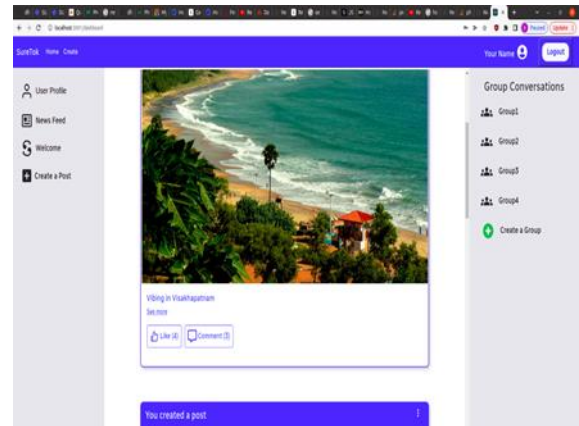 SureTok Home Create
Your Name
Logout
User Profile
News Feed
Welcome
Create a Post
Vibing in Visakhapatnam
See more
Like (4) Comment (3)
You created a post
Group Conversations
Group1
Group2
Group3
Group4
Create a Group